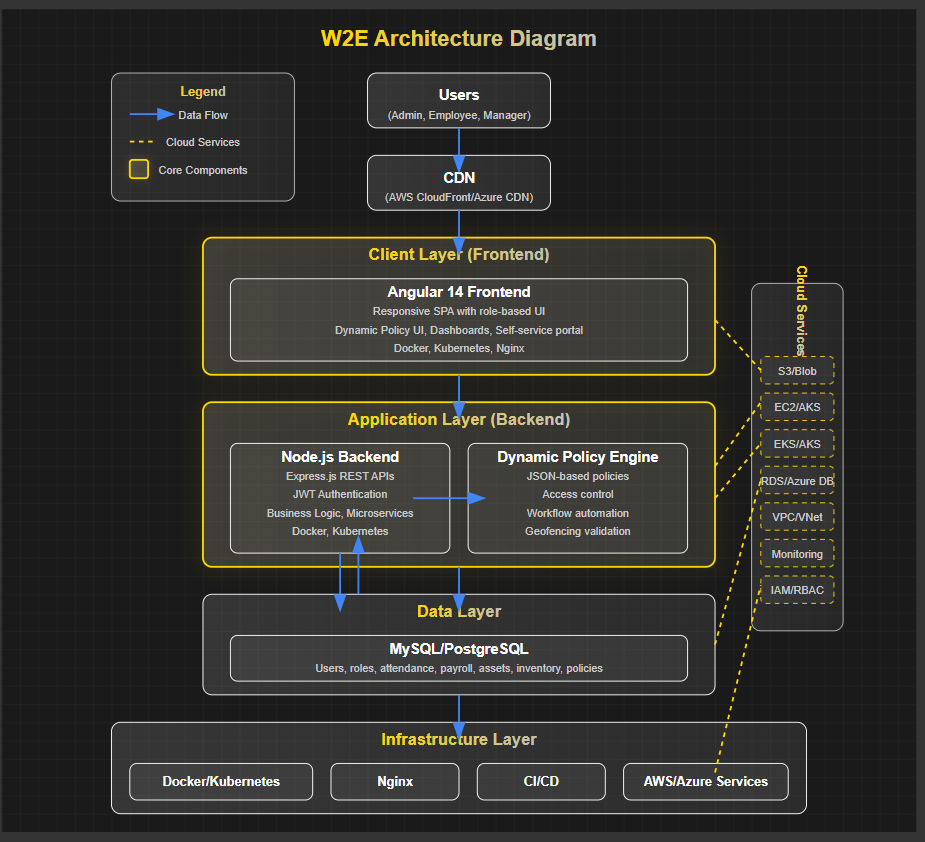 W2E Architecture Diagram
Legend
Data Flow
Cloud Services
Core Components
Users
(Admin, Employee, Manager)
CDN
(AWS CloudFront/Azure CDN)
Client Layer (Frontend)
Angular 14 Frontend
Responsive SPA with role-based UI
Dynamic Policy UI, Dashboards, Self-service portal
Docker, Kubernetes, Nginx
Application Layer (Backend)
Node.js Backend
Express.js REST APIs
JWT Authentication
Business Logic, Microservices
Docker, Kubernetes
Dynamic Policy Engine
JSON-based policies
Access control
Workflow automation
Geofencing validation
Data Layer
MySQL/PostgreSQL
Users, roles, attendance, payroll, assets, inventory, policies
Infrastructure Layer
Docker/Kubernetes
Nginx
CI/CD
AWS/Azure Services
Cloud Services
S3/Blob
EC2/AKS
EKS/AKS
RDS/Azure DB
VPC/VNet
Monitoring
IAM/RBAC